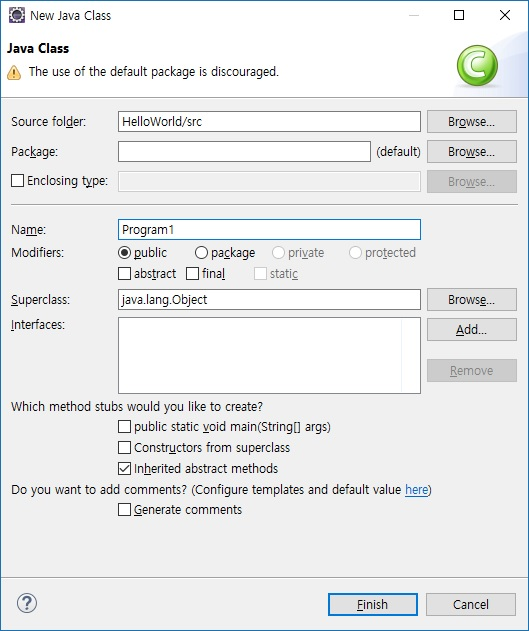 New Java Class
Java Class
The use of the default package is discouraged.
C
Source folder: HelloWorld/src Browse...
Package: (default) Browse...
Enclosing type: Browse...
Name: Program1
Modifiers: public package private protected
abstract final static
Superclass: java.lang.Object Browse...
Interfaces: Add...
Remove
Which method stubs would you like to create?
public static void main(String[] args)
Constructors from superclass
Inherited abstract methods
Do you want to add comments? (Configure templates and default value here)
Generate comments
? Finish Cancel